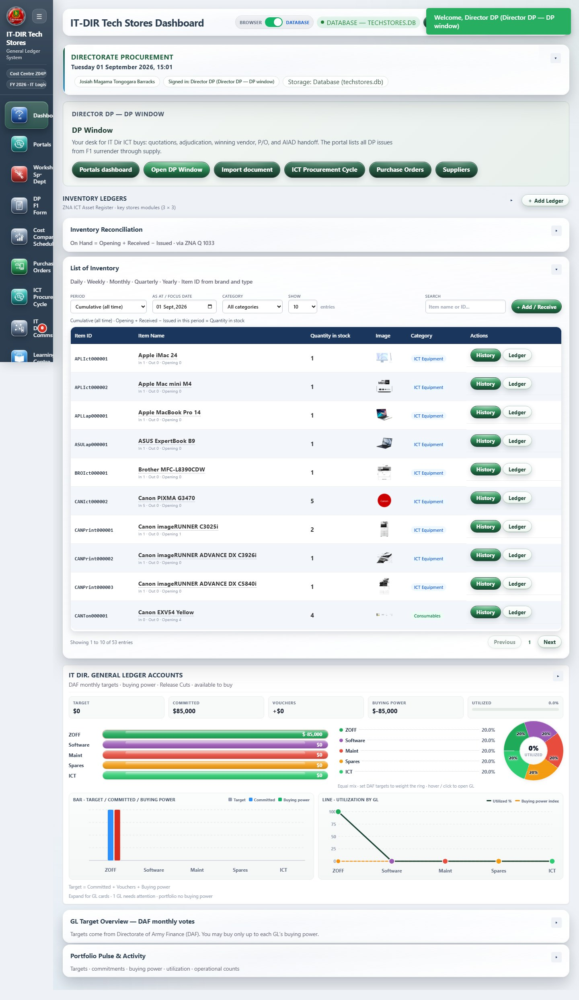 IT-DIR Tech
Stores
General Ledger
System
Cost Centre Z04P
FY 2026 · IT Logis
Dashbo
Portals
Worksh
Sp
Dept
DP
F1
Form
Cost
Compar
Schedul
Purchas
Orders
ICT
Procure
Cycle
IT
D
0
Comms
Learning
Centre
IT-DIR Tech Stores Dashboard
BROWSER DATABASE
DATABASE — TECHSTORES.DB
Welcome, Director DP (Director DP — DP
window)
DIRECTORATE PROCUREMENT
Tuesday 01 September 2026, 15:01
Josiah Magama Tongogara Barracks
Signed in: Director DP (Director DP — DP window)
Storage: Database (techstores.db)
DIRECTOR DP — DP WINDOW
DP Window
Your desk for IT Dir ICT buys: quotations, adjudication, winning vendor, P/O, and AIAD handoff. The portal lists all DP issues
from F1 surrender through supply.
Portals dashboard Open DP Window Import document ICT Procurement Cycle Purchase Orders Suppliers
INVENTORY LEDGERS
ZNA ICT Asset Register · key stores modules (3 × 3)
+ Add Ledger
Inventory Reconciliation
On Hand = Opening + Received − Issued · via ZNA Q 1033
List of Inventory
Daily · Weekly · Monthly · Quarterly · Yearly · Item ID from brand and type
PERIOD AS AT / FOCUS DATE CATEGORY SHOW SEARCH
Cumulative (all time) 01 Sept,2026 All categories 10 entries Item name or ID... + Add / Receive
Cumulative (all time) · Opening + Received − Issued in this period = Quantity in stock
Item ID Item Name Quantity in stock Image Category Actions
APLIct000001 Apple iMac 24 1 ICT Equipment History Ledger
In 1 · Out 0 · Opening 0
APLIct000002 Apple Mac mini M4 1 Mac Mini ICT Equipment History Ledger
In 1 · Out 0 · Opening 0
APLLap000001 Apple MacBook Pro 14 1 ICT Equipment History Ledger
In 1 · Out 0 · Opening 0
ASULap000001 ASUS ExpertBook B9 1 ICT Equipment History Ledger
In 1 · Out 0 · Opening 0
BROIct000001 Brother MFC-L8390CDW 1 ICT Equipment History Ledger
In 1 · Out 0 · Opening 0
CANIct000002 Canon PIXMA G3470 5 Canon ICT Equipment History Ledger
In 5 · Out 0 · Opening 0
CANPrint000001 Canon imageRUNNER C3025i 2 ICT Equipment History Ledger
In 1 · Out 0 · Opening 1
CANPrint000002 Canon imageRUNNER ADVANCE DX C3926i 1 ICT Equipment History Ledger
In 1 · Out 0 · Opening 0
CANPrint000003 Canon imageRUNNER ADVANCE DX C5840i 1 ICT Equipment History Ledger
In 1 · Out 0 · Opening 0
CANTon000001 Canon EXV54 Yellow 4 Consumables History Ledger
In 0 · Out 0 · Opening 4
Showing 1 to 10 of 53 entries
Previous 1 Next
IT DIR. GENERAL LEDGER ACCOUNTS
DAF monthly targets · buying power · Release Cuts · available to buy
TARGET COMMITTED VOUCHERS BUYING POWER UTILIZED 0.0%
$0 $85,000 +$0 $-85,000
ZOFF $-85,000
Software $0
Maint $0
Spares $0
ICT $0
ZOFF 20.0%
Software 20.0%
Maint 20.0%
Spares 20.0%
ICT 20.0%
20% 20%
0%
UTILIZED
20% 20%
20%
Equal mix · set DAF targets to weight the ring · hover / click to open GL
BAR · TARGET / COMMITTED / BUYING POWER
Target Committed Buying power
ZOFF Software Maint Spares ICT
LINE · UTILIZATION BY GL
Utilized % Buying power index
100
75
50
25
0
ZOFF Software Maint Spares ICT
Target = Committed + Vouchers + Buying power
Expand for GL cards · 1 GL needs attention · portfolio no buying power
GL Target Overview — DAF monthly votes
Targets come from Directorate of Army Finance (DAF). You may buy only up to each GL's buying power.
Portfolio Pulse & Activity
Targets · commitments · buying power · utilization · operational counts